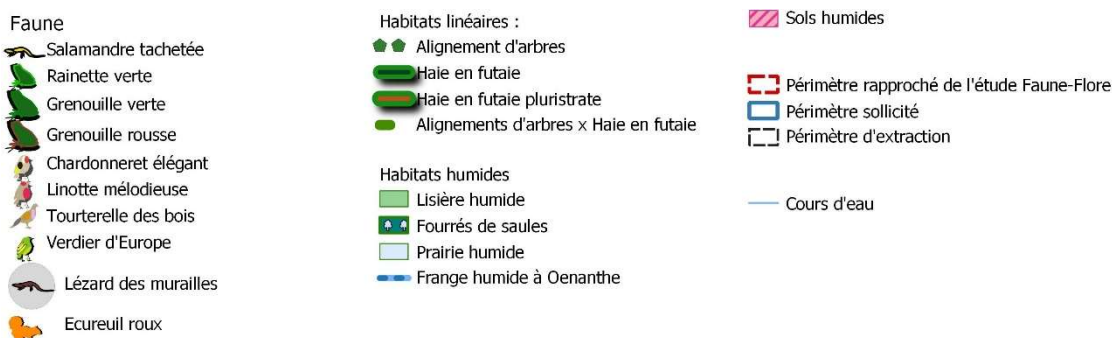 Faune
Salamandre tachetée
Rainette verte
Grenouille verte
Grenouille rousse
Chardonneret élégant
Linotte mélodieuse
Tourterelle des bois
Verdier d'Europe
Lézard des murailles
Ecureuil roux
Habitats linéaires :
Alignement d'arbres
Haie en futaie
Haie en futaie pluristrate
Alignements d'arbres x Haie en futaie
Habitats humides
Lisière humide
Fourrés de saules
Prairie humide
Frange humide à Oenanthe
Sols humides
Périmètre rapproché de l'étude Faune-Flore
Périmètre sollicité
Périmètre d'extraction
Cours d'eau